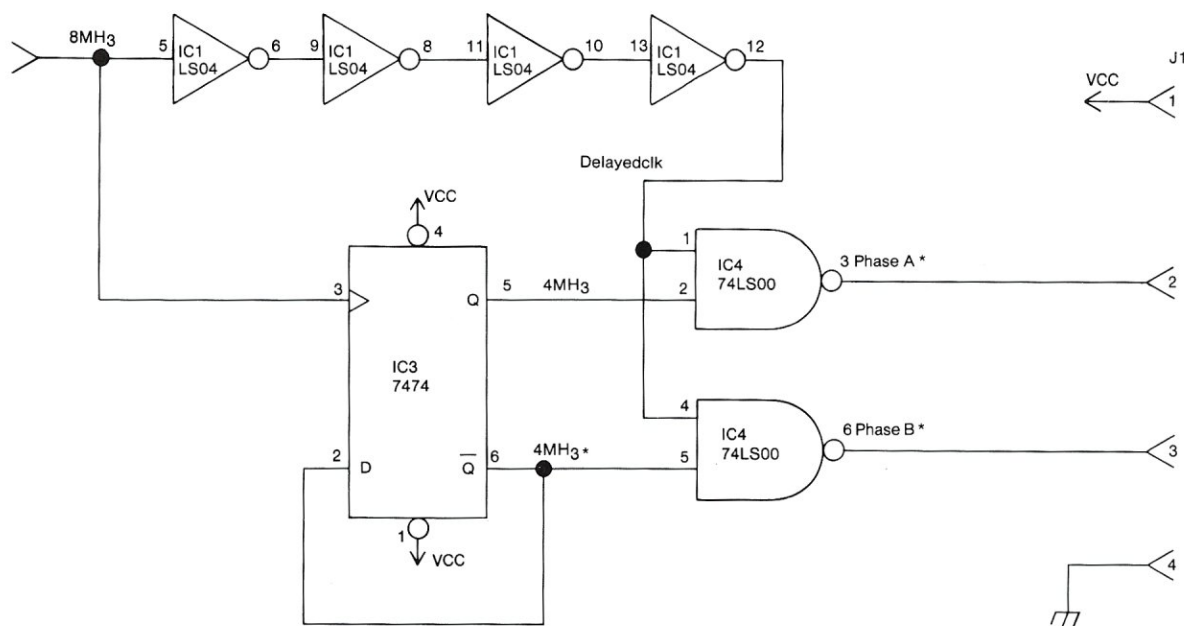 8MH3
5 IC1 LS04 6
9 IC1 LS04 8
11 IC1 LS04 10
13 IC1 LS04 12
J1
VCC
1
Delayedclk
VCC
4
1
IC4
74LS00
3 Phase A *
2
3
Q
5
4MH3
2
IC3
7474
4
IC4
74LS00
6 Phase B *
3
2
D
Q
6
4MH3*
5
1
VCC
4